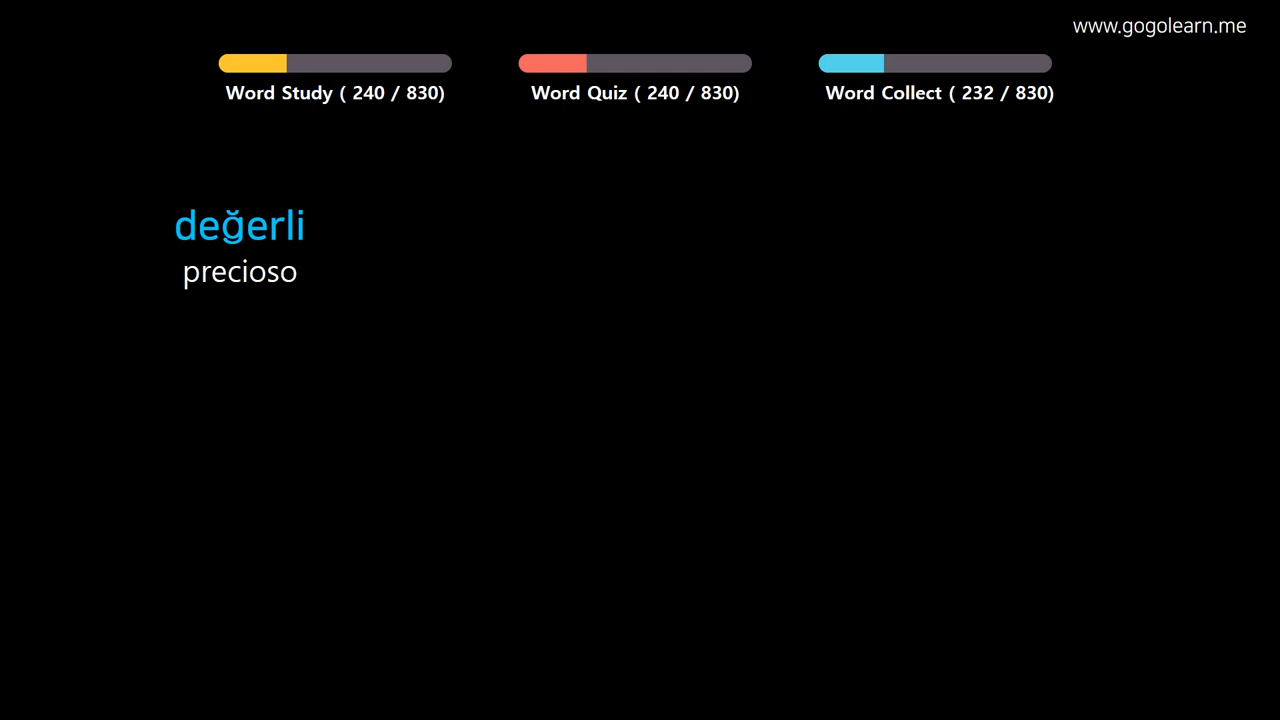 www.gogolearn.me
Word Study ( 240 / 830)
Word Quiz ( 240 / 830)
Word Collect ( 232 / 830)
değerli
precioso